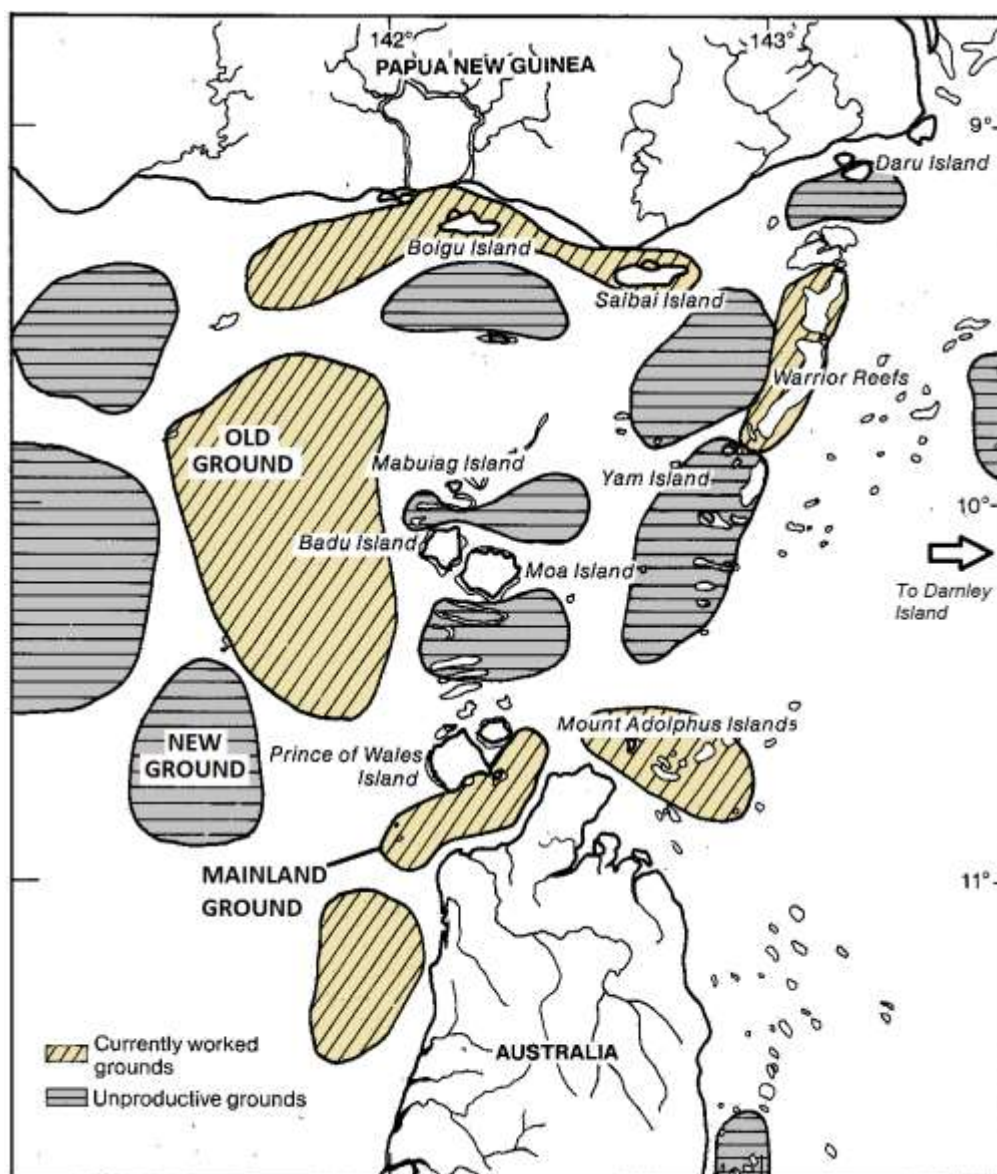 142°
143°
PAPUA NEW GUINEA
9°
Daru Island
Boigu Island
Saibai Island
Warrior Reefs
OLD
GROUND
Mabuiag Island
Yam Island
10°
Badu Island
Moa Island
To Darnley
Island
NEW
GROUND
Mount Adolphus Islands
Prince of Wales
Island
MAINLAND
GROUND
11°
AUSTRALIA
Currently worked
grounds
Unproductive grounds